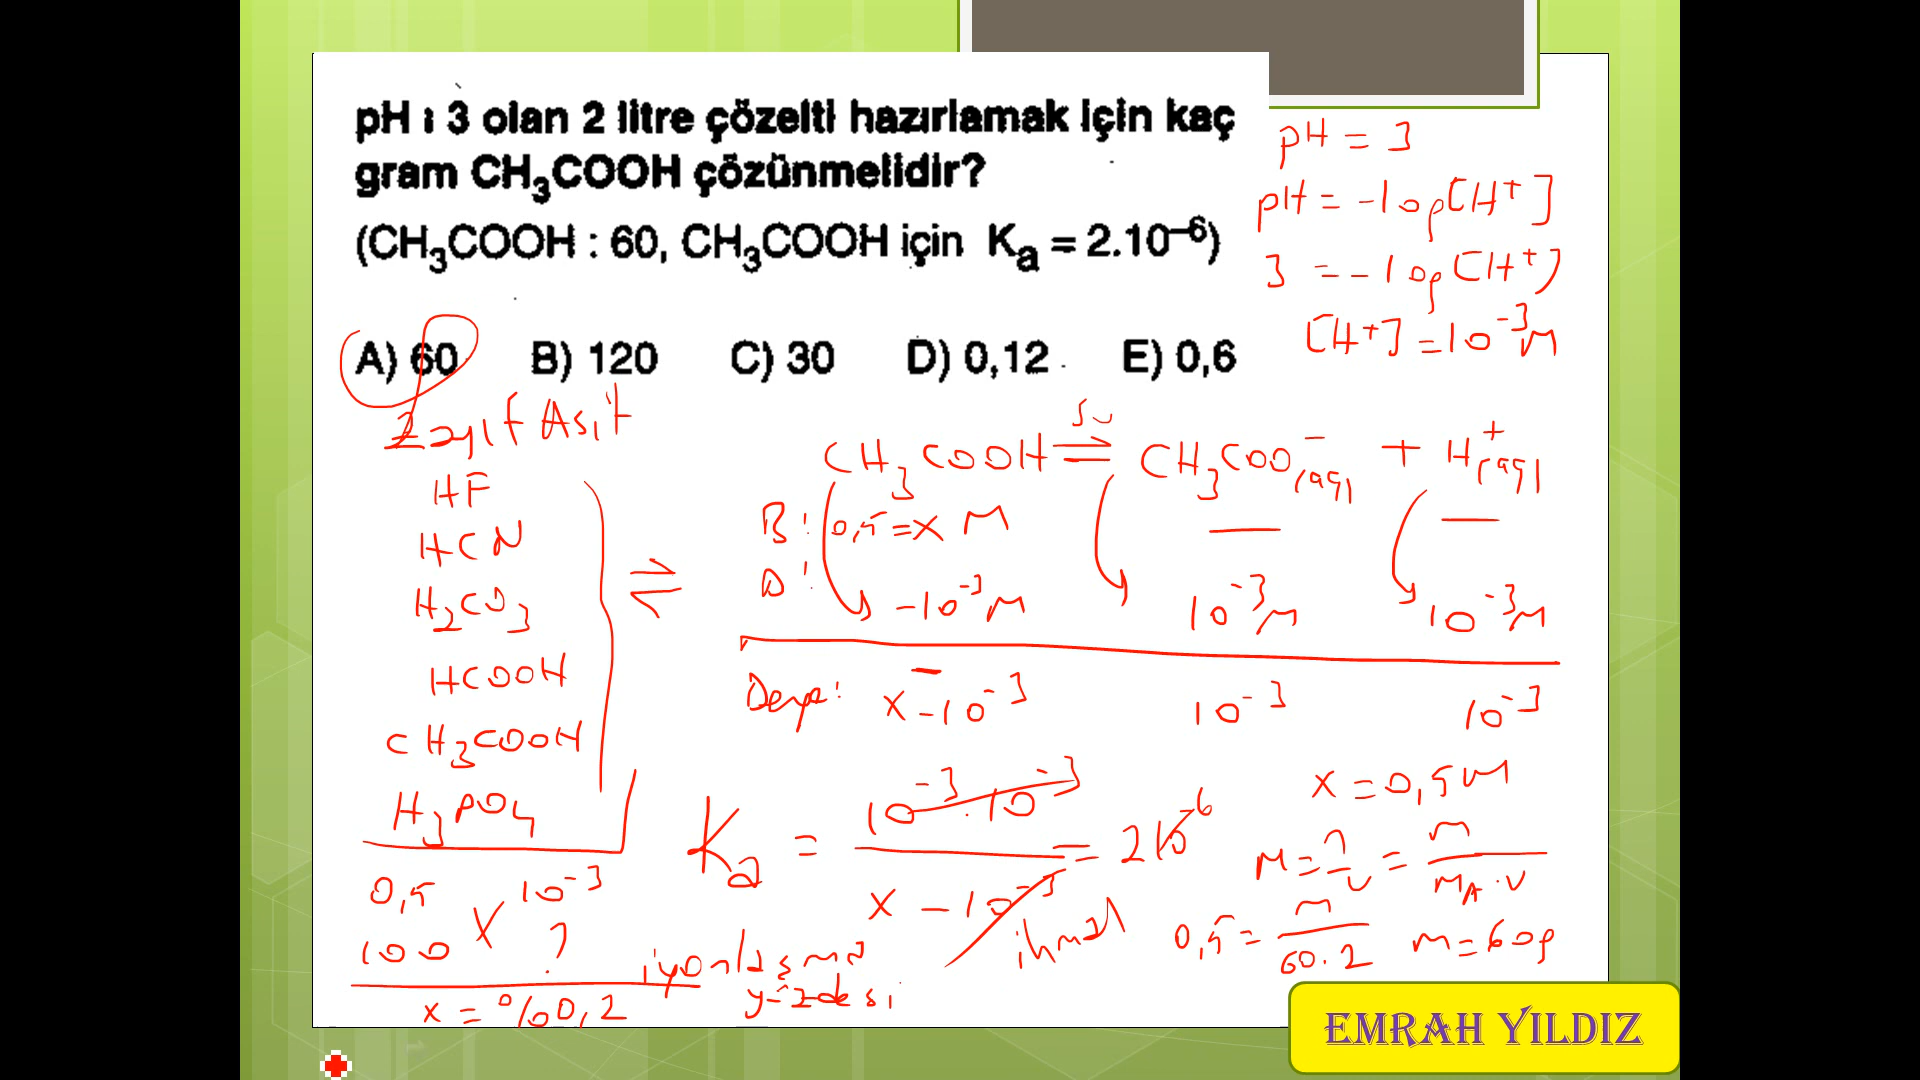 pH : 3 olan 2 litre çözelti hazırlamak için kaç
gram CH₃COOH çözünmelidir?
(CH₃COOH : 60, CH₃COOH için Kₐ = 2.10⁻⁶)
A) 60 B) 120 C) 30 D) 0,12 E) 0,6
pH = 3
pH = -log[H⁺]
3 = -log[H⁺]
[H⁺] = 10⁻³ M
Zayıf Asit
HF
HCN
H₂CO₃
HCOOH
CH₃COOH
H₃PO₄
⇌
CH₃COOH ⇌ CH₃COO⁻(aq) + H⁺(aq)
Su
B: 0,5 = x M — —
D: -10⁻³ M 10⁻³ M 10⁻³ M
Denge: x - 10⁻³ 10⁻³ 10⁻³
Kₐ = 10⁻³ . 10⁻³ / x - 10⁻³ = 2 10⁻⁶
ihmal
x = 0,5 M
M = n / V = m / MA . V
0,5 = m / 60 . 2 m = 60g
0,5 10⁻³
100 ?
x = %0,2
iyonlaşma
yüzdesi
EMRAH YILDIZ